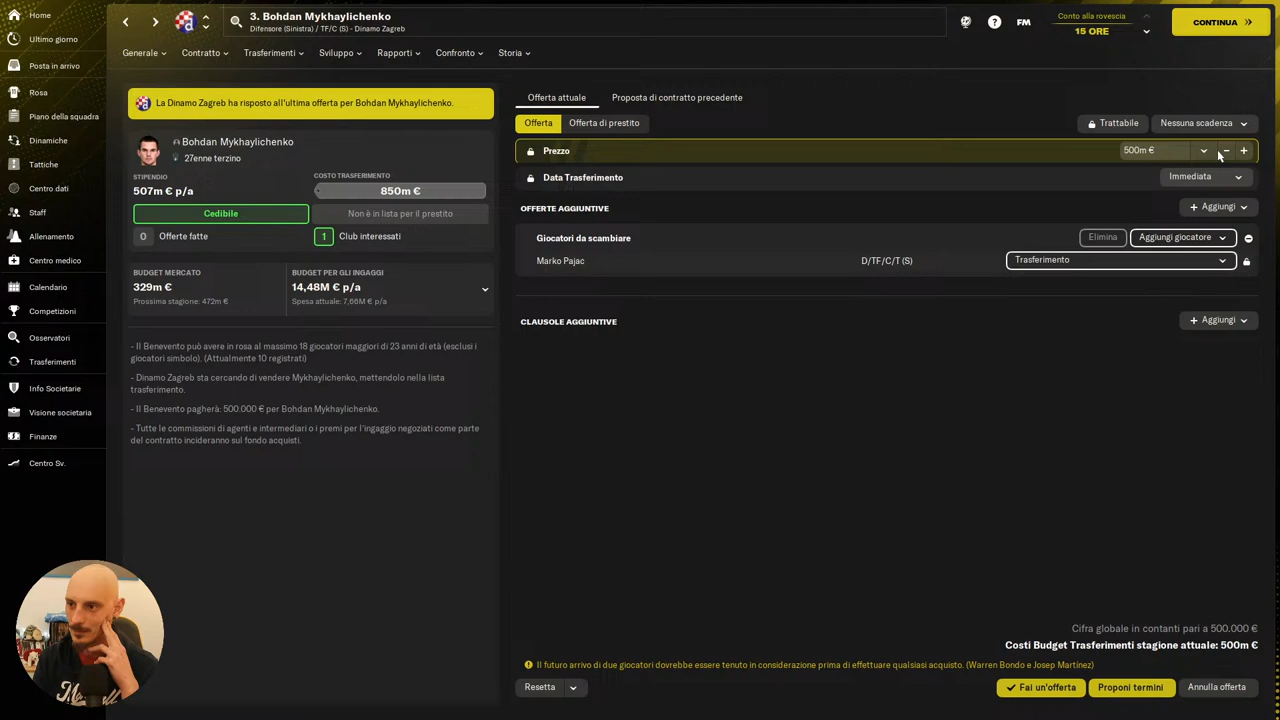 Home
Ultimo giorno
Posta in arrivo
Rosa
Piano della squadra
Dinamiche
Tattiche
Centro dati
Staff
Allenamento
Centro medico
Calendario
Competizioni
Osservatori
Trasferimenti
Info Societarie
Visione societaria
Finanze
Centro Sv.
3. Bohdan Mykhaylichenko
Difensore (Sinistra) / TF/C (S) - Dinamo Zagreb
FM
Conto alla rovescia
15 ORE
CONTINUA
Generale
Contratto
Trasferimenti
Sviluppo
Rapporti
Confronto
Storia
La Dinamo Zagreb ha risposto all'ultima offerta per Bohdan Mykhaylichenko.
Bohdan Mykhaylichenko
27enne terzino
STIPENDIO
507m € p/a
COSTO TRASFERIMENTO
850m €
Cedibile
Non è in lista per il prestito
0 Offerte fatte
1 Club interessati
BUDGET MERCATO
329m €
Prossima stagione: 472m €
BUDGET PER GLI INGAGGI
14,48M € p/a
Spesa attuale: 7,66M € p/a
- Il Benevento può avere in rosa al massimo 18 giocatori maggiori di 23 anni di età (esclusi i
giocatori simbolo). (Attualmente 10 registrati)
- Dinamo Zagreb sta cercando di vendere Mykhaylichenko, mettendolo nella lista
trasferimento.
- Il Benevento pagherà: 500.000 € per Bohdan Mykhaylichenko.
- Tutte le commissioni di agenti e intermediari o i premi per l'ingaggio negoziati come parte
del contratto incideranno sul fondo acquisti.
Offerta attuale
Proposta di contratto precedente
Offerta
Offerta di prestito
Trattabile
Nessuna scadenza
Prezzo
500m €
Data Trasferimento
Immediata
OFFERTE AGGIUNTIVE
+ Aggiungi
Giocatori da scambiare
Elimina
Aggiungi giocatore
Marko Pajac
D/TF/C/T (S)
Trasferimento
CLAUSOLE AGGIUNTIVE
+ Aggiungi
Cifra globale in contanti pari a 500.000 €
Costi Budget Trasferimenti stagione attuale: 500m €
Il futuro arrivo di due giocatori dovrebbe essere tenuto in considerazione prima di effettuare qualsiasi acquisto. (Warren Bondo e Josep Martínez)
Resetta
Fai un'offerta
Proponi termini
Annulla offerta